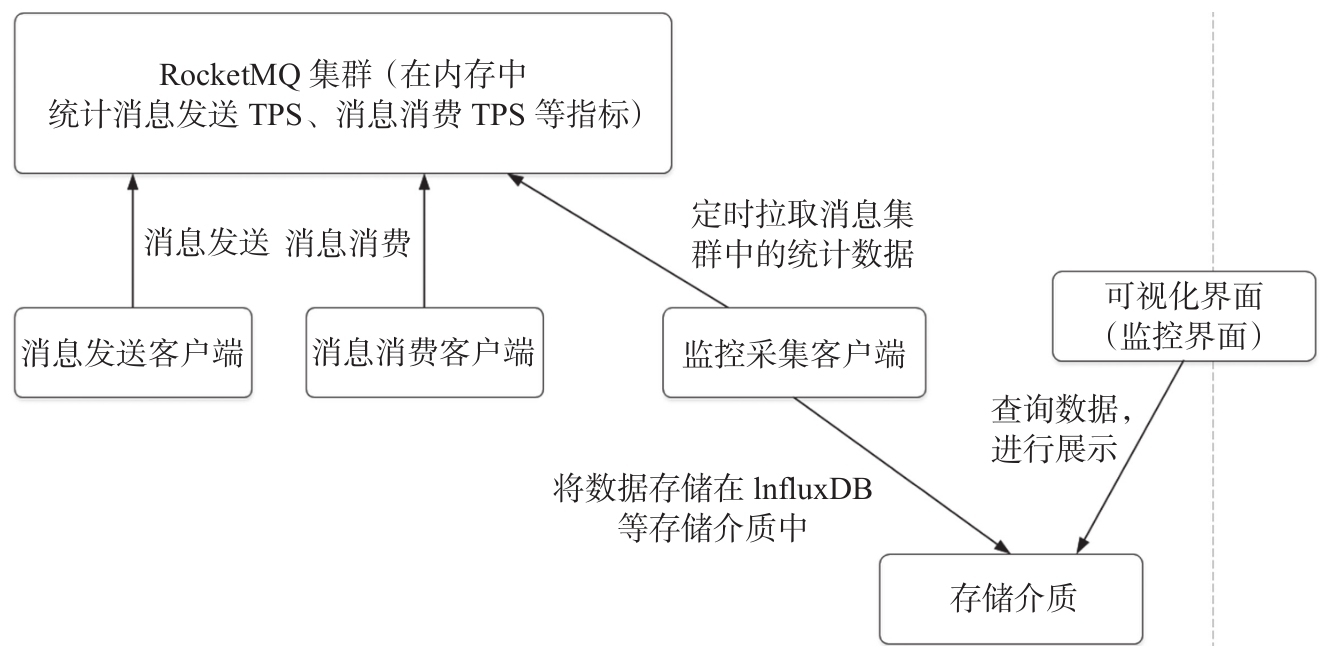 RocketMQ 集群（在内存中
统计消息发送 TPS、消息消费 TPS 等指标）
消息发送 消息消费
定时拉取消息集
群中的统计数据
消息发送客户端
消息消费客户端
监控采集客户端
可视化界面
（监控界面）
查询数据，
进行展示
将数据存储在 lnfluxDB
等存储介质中
存储介质